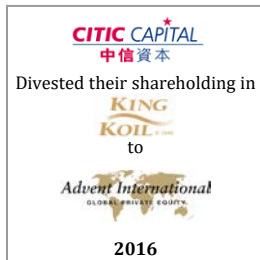 CITIC CAPITAL
中信資本
Divested their shareholding in
KING
KOIL
to
Advent International
GLOBAL PRIVATE EQUITY
2016